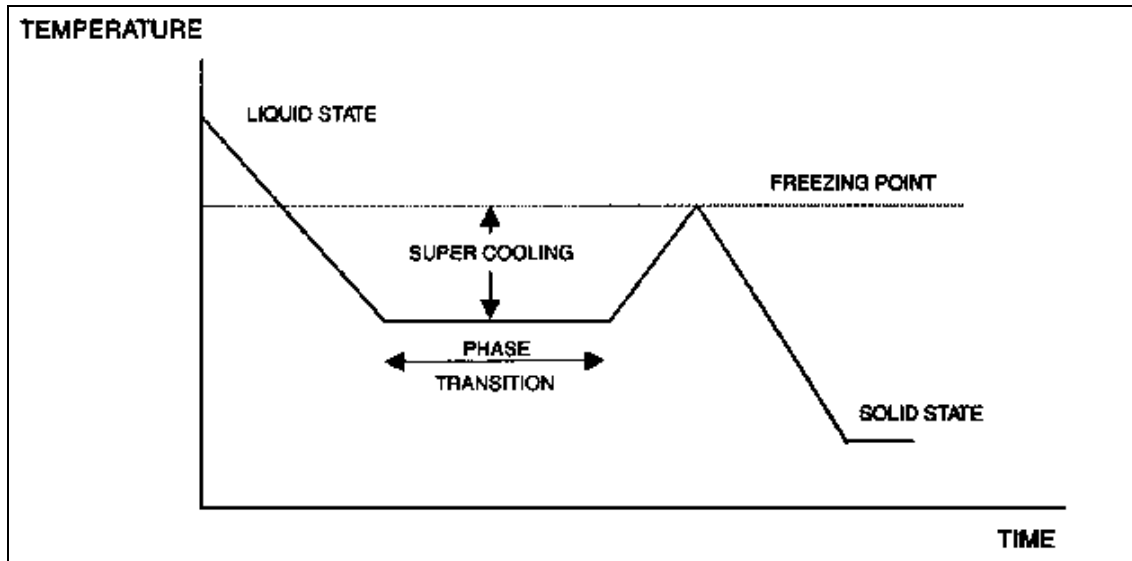 TEMPERATURE
LIQUID STATE
FREEZING POINT
SUPER COOLING
PHASE
TRANSITION
SOLID STATE
TIME